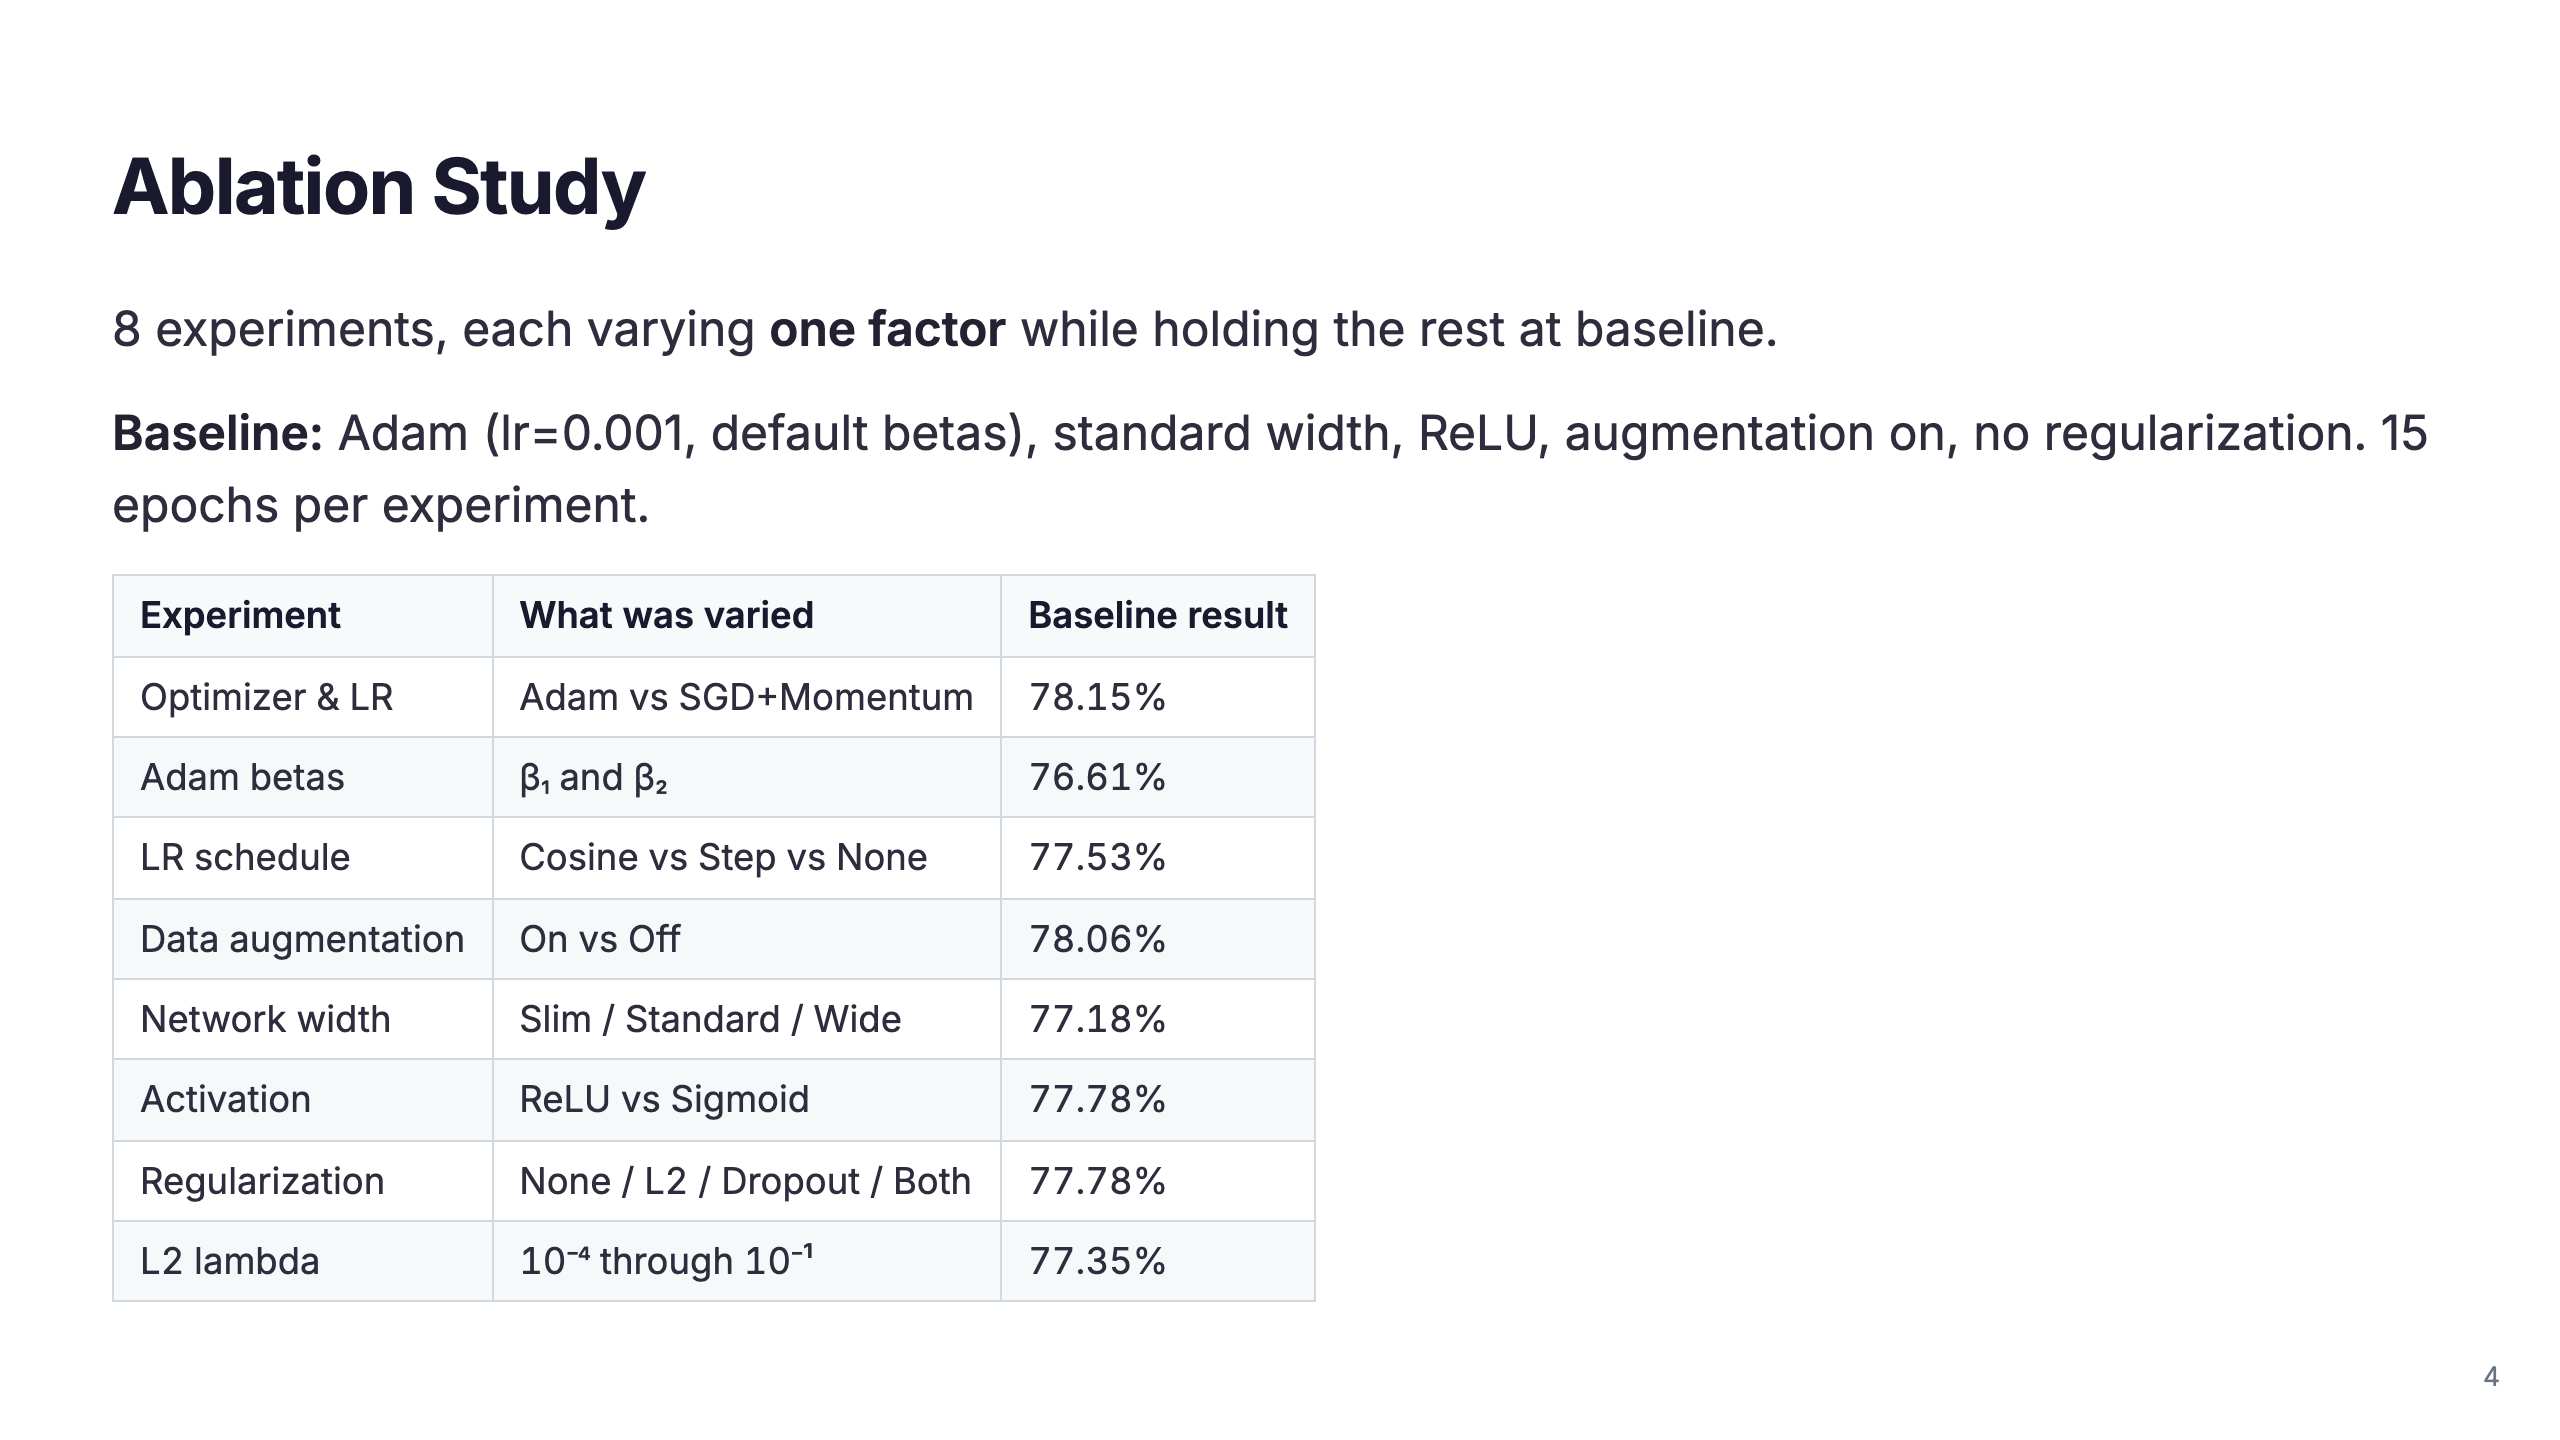 Ablation Study
8 experiments, each varying one factor while holding the rest at baseline.
Baseline: Adam (lr=0.001, default betas), standard width, ReLU, augmentation on, no regularization. 15
epochs per experiment.
Experiment What was varied Baseline result
Optimizer & LR Adam vs SGD+Momentum 78.15%
Adam betas β₁ and β₂ 76.61%
LR schedule Cosine vs Step vs None 77.53%
Data augmentation On vs Off 78.06%
Network width Slim / Standard / Wide 77.18%
Activation ReLU vs Sigmoid 77.78%
Regularization None / L2 / Dropout / Both 77.78%
L2 lambda 10⁻⁴ through 10⁻¹ 77.35%
4